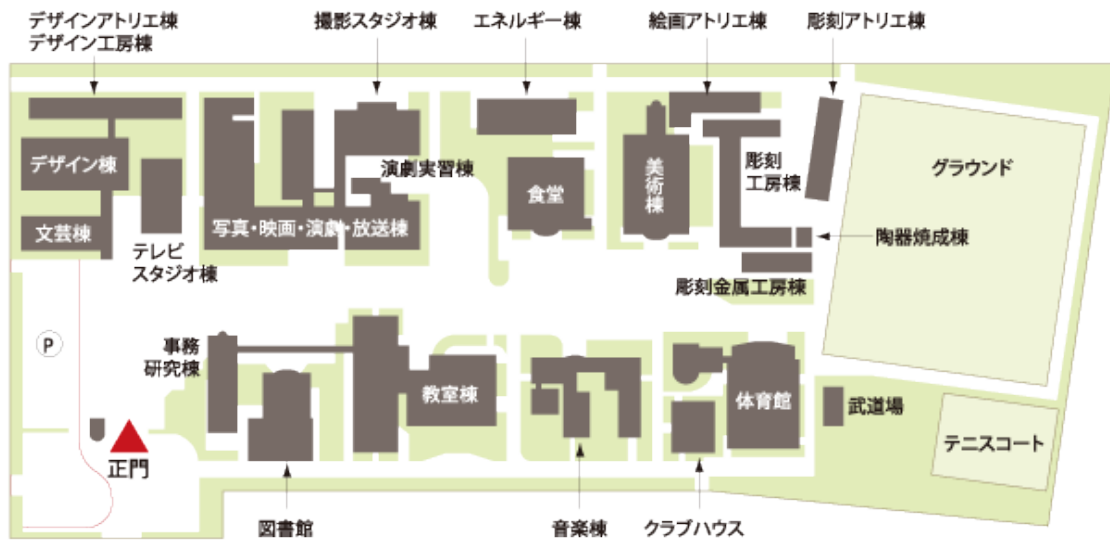 デザインアトリエ棟
デザイン工房棟
撮影スタジオ棟
エネルギー棟
絵画アトリエ棟
彫刻アトリエ棟
デザイン棟
演劇実習棟
食堂
美術棟
彫刻
工房棟
グラウンド
文芸棟
写真・映画・演劇・放送棟
テレビ
スタジオ棟
陶器焼成棟
彫刻金属工房棟
P
事務
研究棟
教室棟
体育館
武道場
テニスコート
正門
図書館
音楽棟
クラブハウス